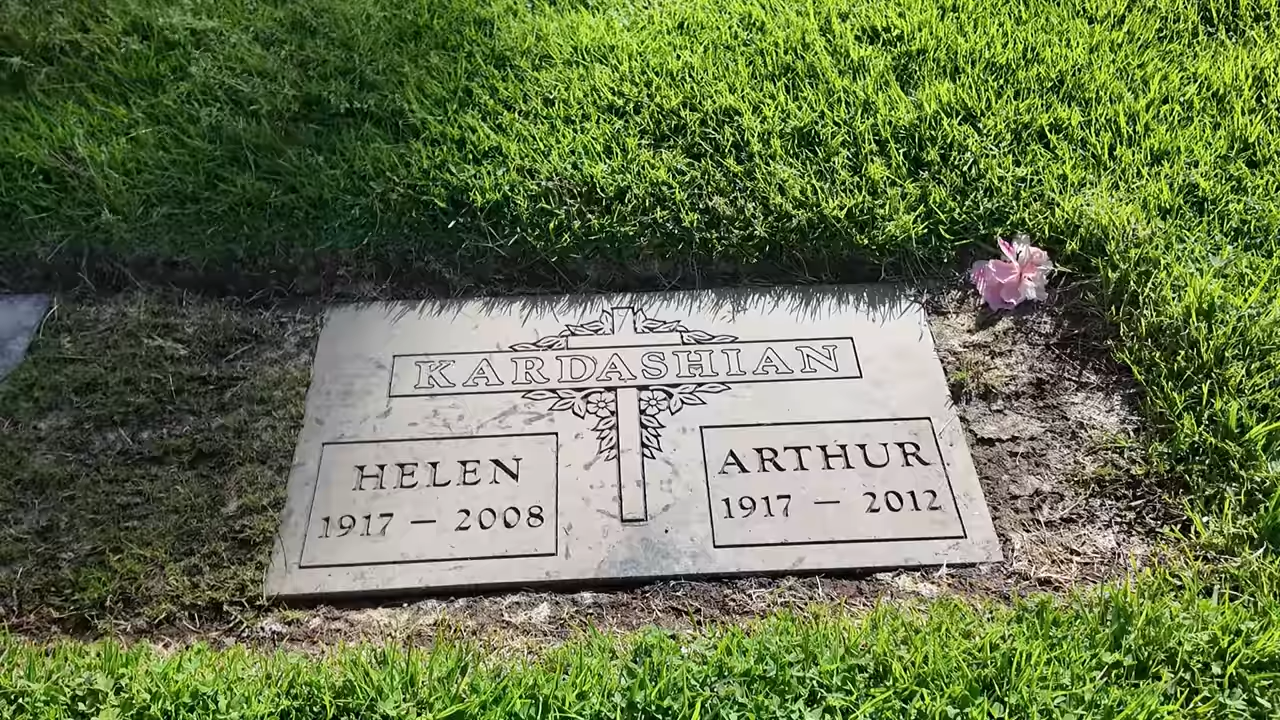 KARDASHIAN
HELEN
1917 – 2008
ARTHUR
1917 – 2012